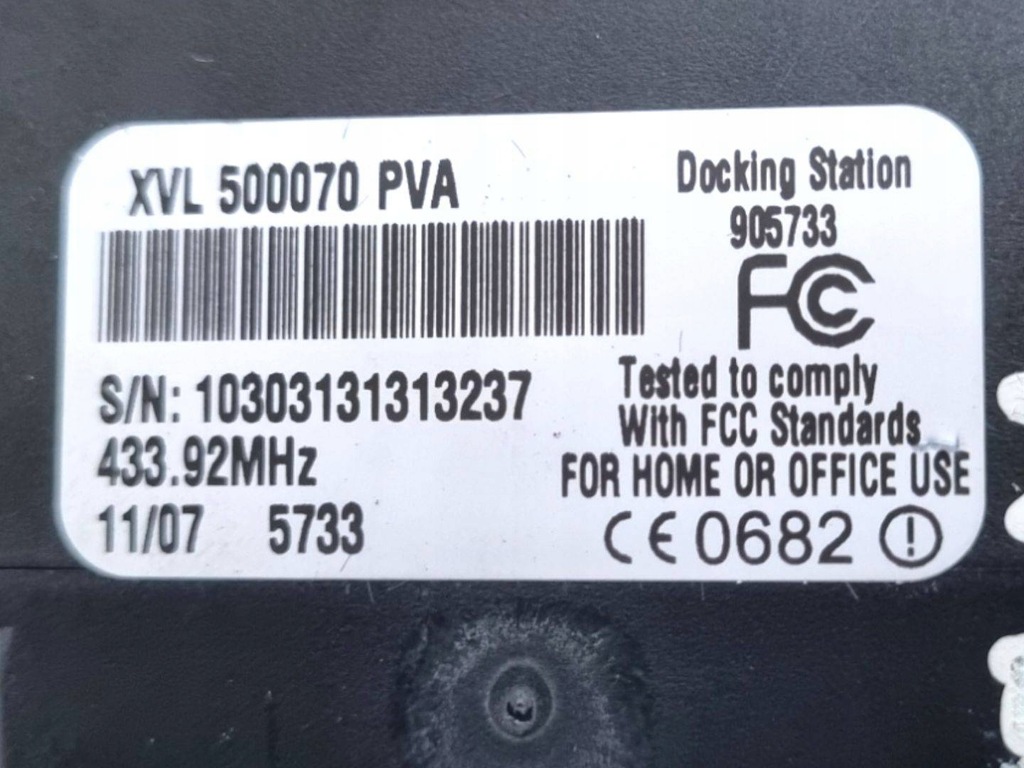 XVL 500070 PVA
S/N: 10303131313237
433.92MHz
11/07 5733
Docking Station
905733
FC
Tested to comply
With FCC Standards
FOR HOME OR OFFICE USE
CE 0682